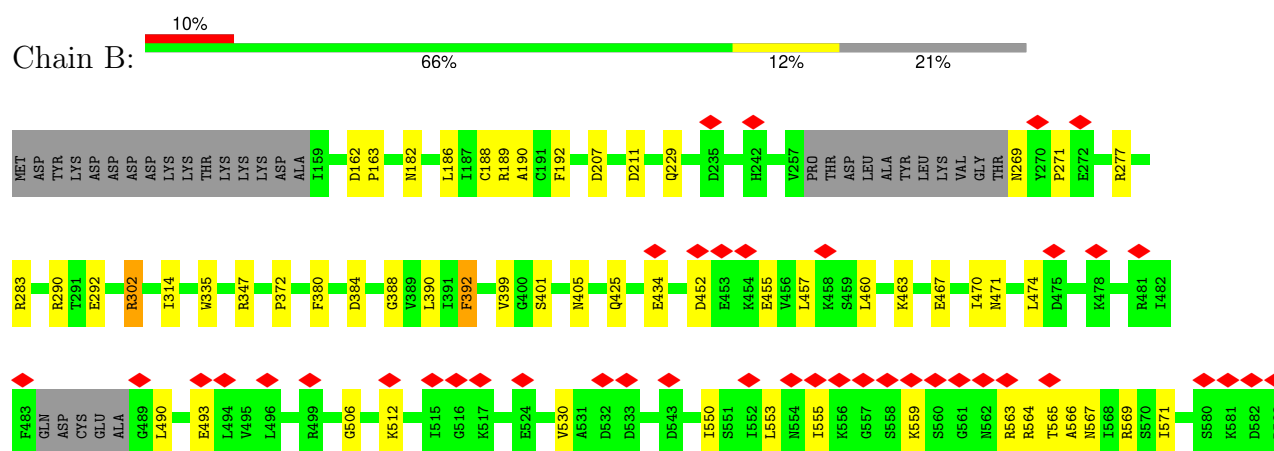 10%
Chain B:
66% 12% 21%
MET ASP TYR LYS ASP ASP ASP ASP LYS LYS THR LYS LYS LYS ASP ALA I159 D162 P163 N182 L186 I187 C188 R189 A190 G191 F192 D207 D211 Q229 D235 H242 V257 PRO THR ASP LEU ALA TYR LEU LYS VAL GLY THR N269 Y270 P271 E272 R277
R283 R290 T291 E292 R302 I314 W335 R347 P372 F380 D384 G388 V389 L390 I391 F392 V399 G400 S401 N405 Q425 E434 D452 E453 K454 E455 V456 L457 K458 S459 L460 K463 E467 I470 N471 L474 D475 K478 R481 I482
F483 GLN ASP CYS GLU ALA G489 L490 E493 L494 V495 L496 R499 G506 K512 I515 G516 K517 E524 V530 A531 D532 D533 D543 I550 S551 I552 L553 N554 I555 K556 G557 S558 K559 S560 G561 N562 R563 R564 T565 A566 N567 I568 R569 S570 I571 S580 K581 D582